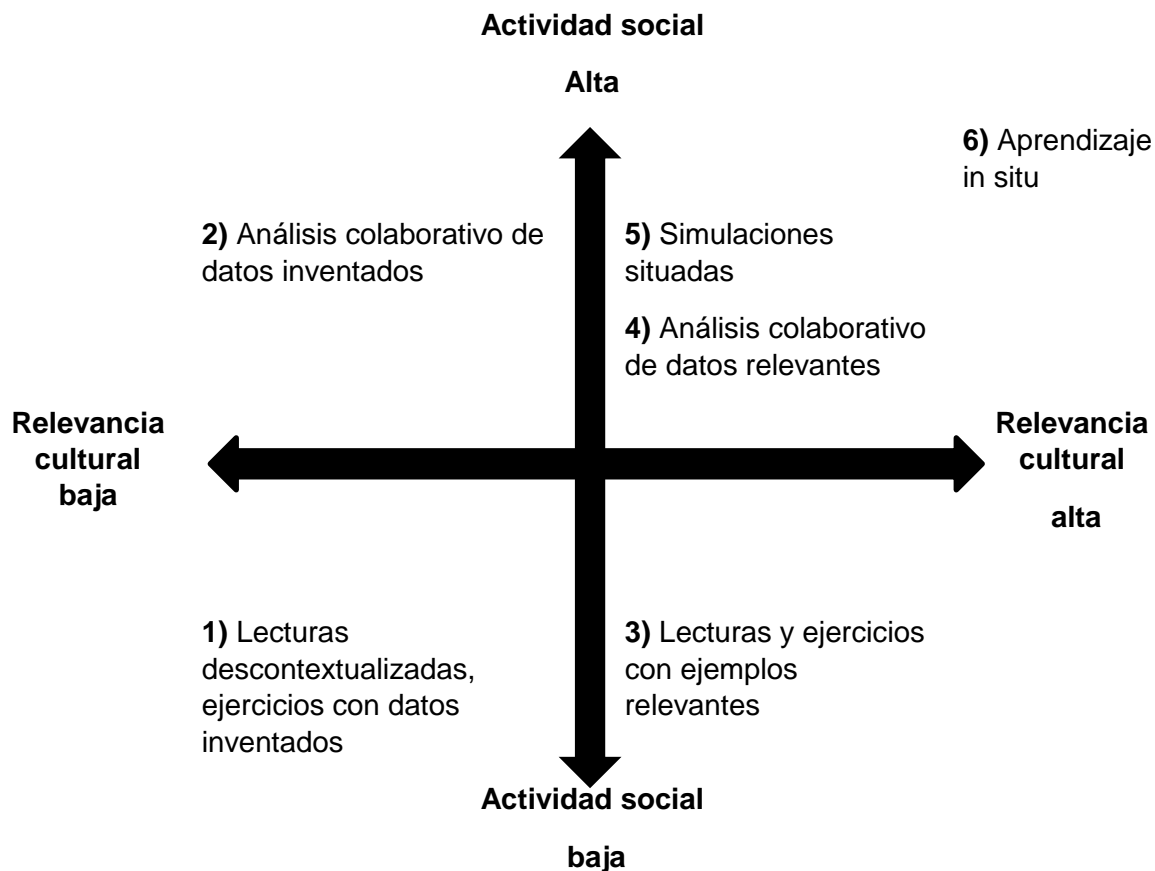 Actividad social
Alta
6) Aprendizaje
in situ
2) Análisis colaborativo de
datos inventados
5) Simulaciones
situadas
4) Análisis colaborativo
de datos relevantes
Relevancia
cultural
baja
Relevancia
cultural
alta
1) Lecturas
descontextualizadas,
ejercicios con datos
inventados
3) Lecturas y ejercicios
con ejemplos
relevantes
Actividad social
baja